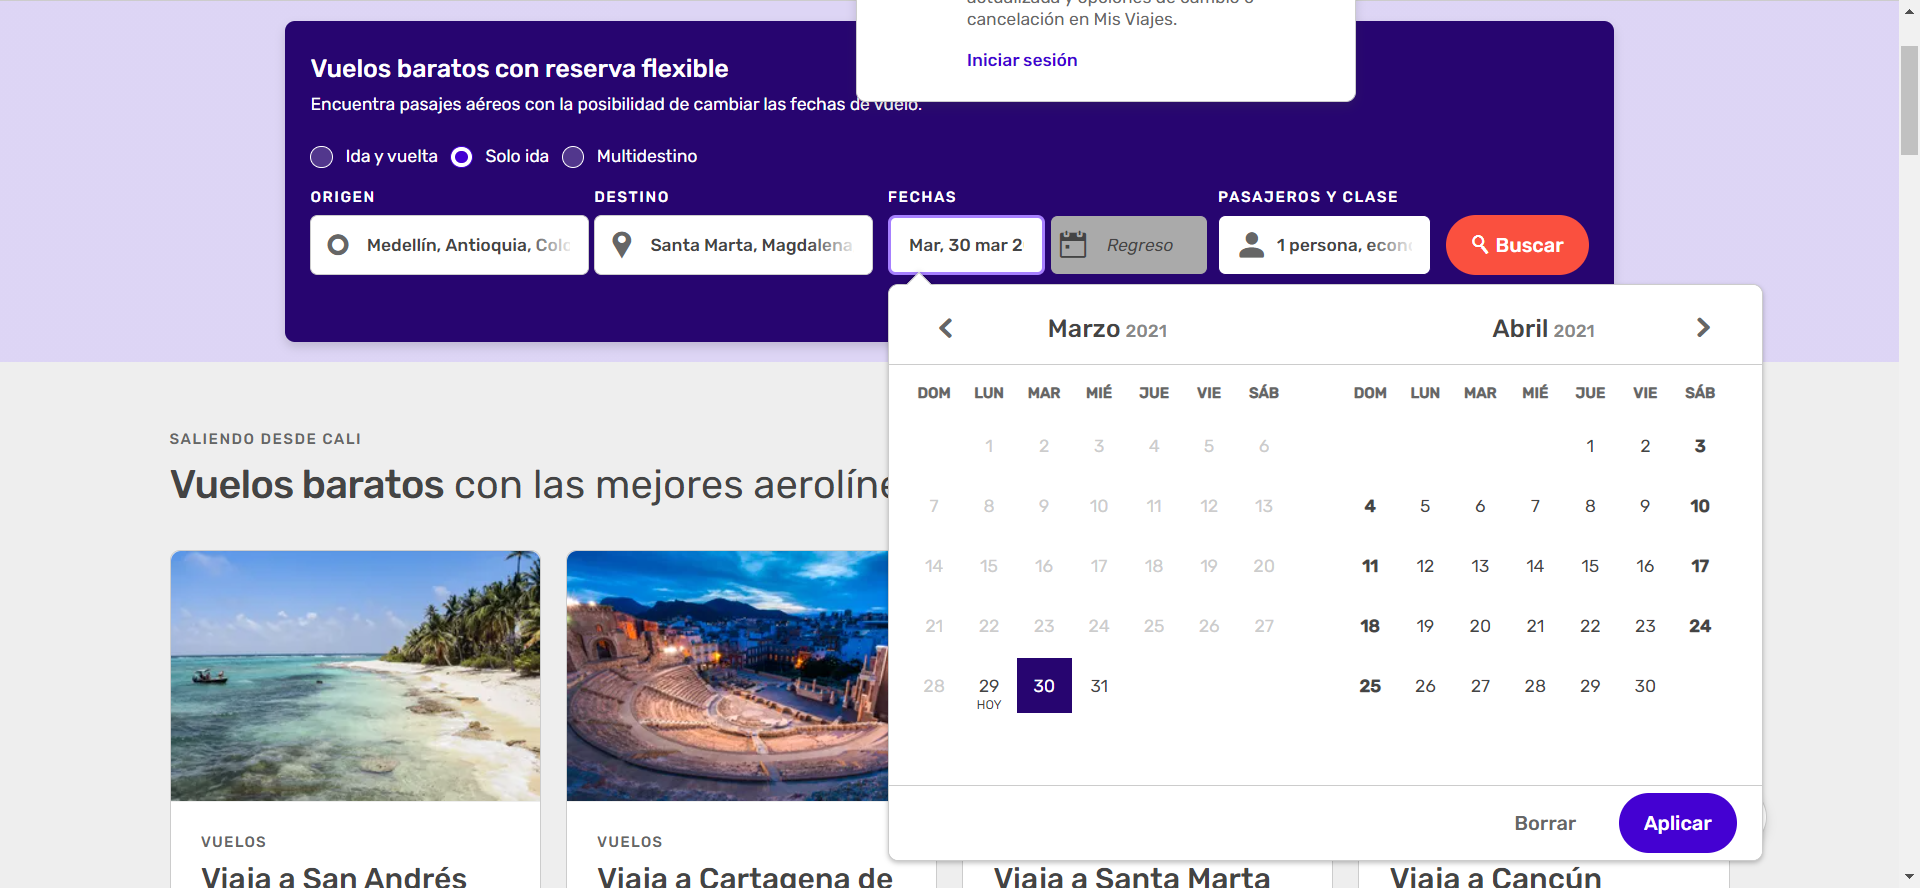 cancelación en Mis Viajes.
Iniciar sesión
Vuelos baratos con reserva flexible
Encuentra pasajes aéreos con la posibilidad de cambiar las fechas de vuelo.
Ida y vuelta Solo ida Multidestino
ORIGEN DESTINO FECHAS PASAJEROS Y CLASE
Medellín, Antioquia, Colo Santa Marta, Magdalena Mar, 30 mar 2 Regreso 1 persona, econ Buscar
Marzo 2021 Abril 2021
DOM LUN MAR MIÉ JUE VIE SÁB DOM LUN MAR MIÉ JUE VIE SÁB
1 2 3 4 5 6 1 2 3
7 8 9 10 11 12 13 4 5 6 7 8 9 10
14 15 16 17 18 19 20 11 12 13 14 15 16 17
21 22 23 24 25 26 27 18 19 20 21 22 23 24
28 29 30 31 25 26 27 28 29 30
HOY
Borrar Aplicar
SALIENDO DESDE CALI
Vuelos baratos con las mejores aerolíne
VUELOS
Viaja a San Andrés
VUELOS
Viaja a Cartagena de
Viaja a Santa Marta
Viaja a Cancún